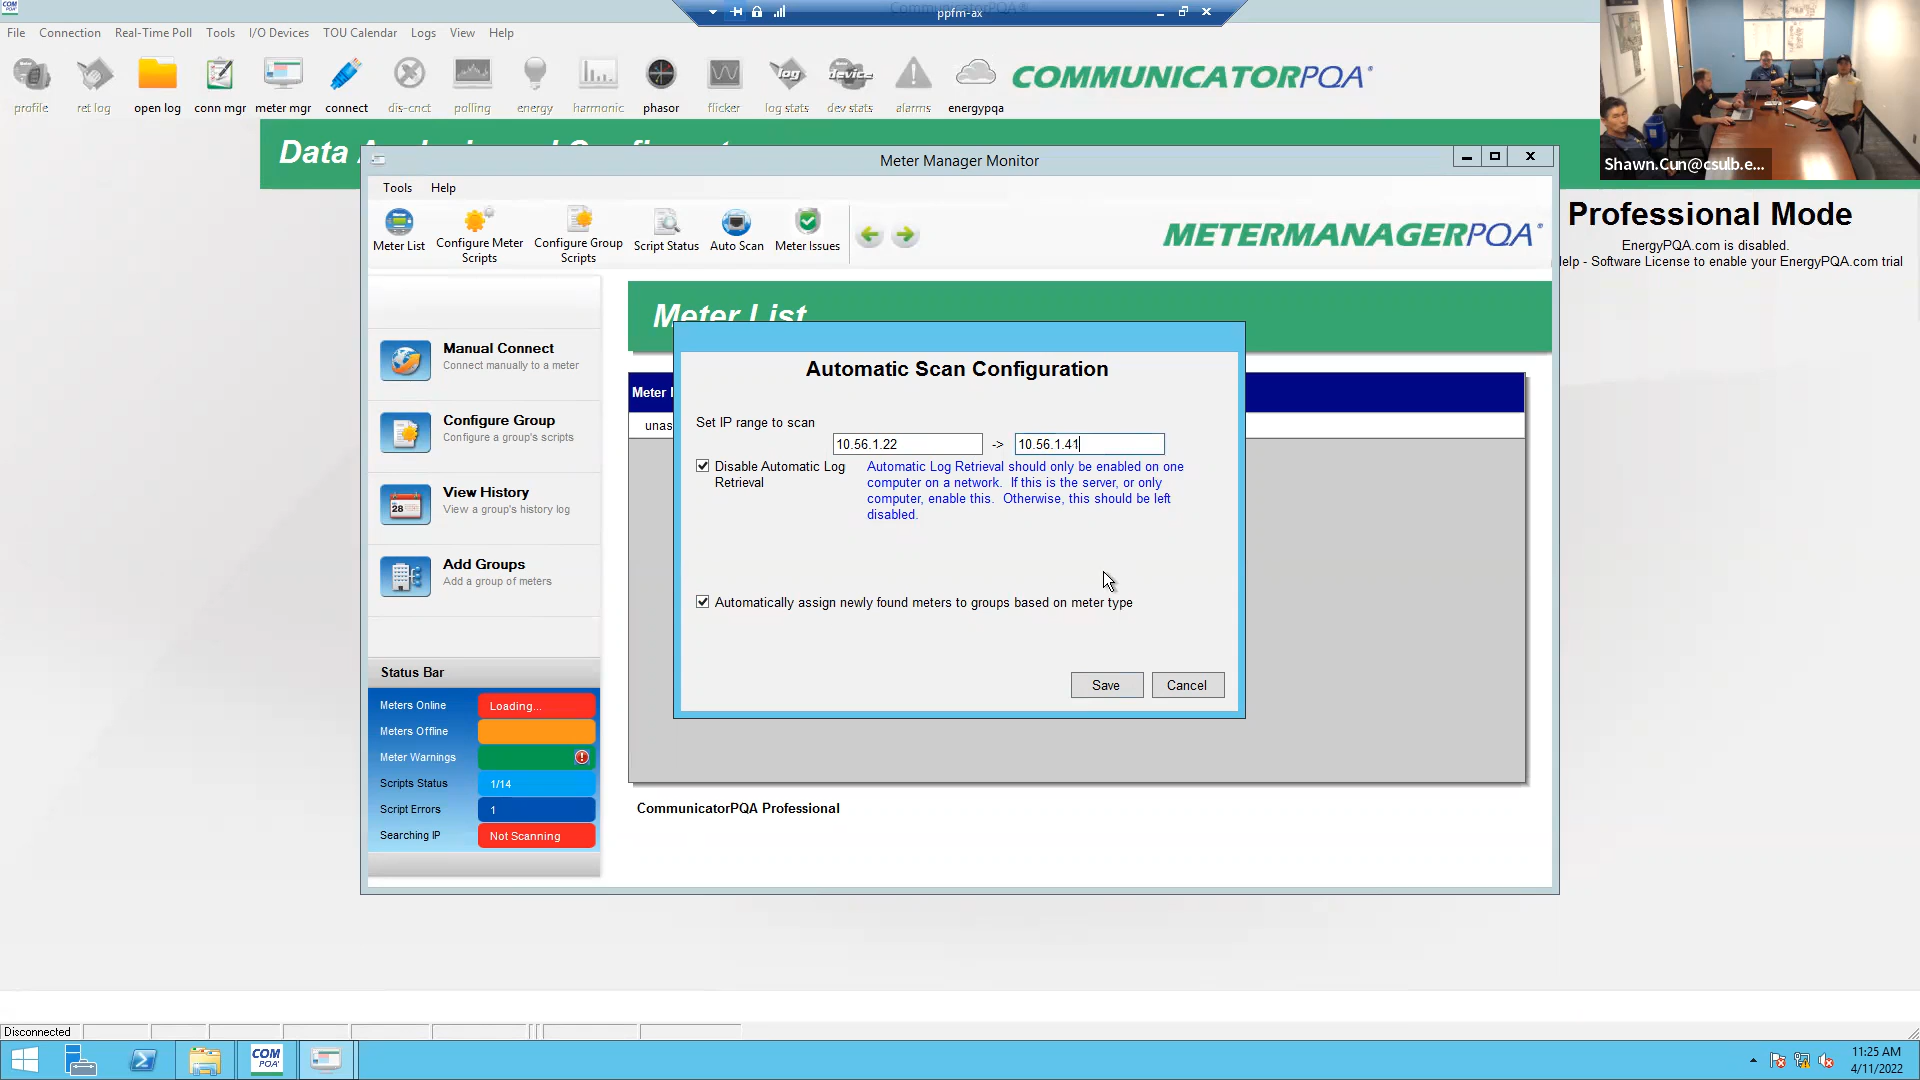 COM
PQA
ppfm-ax
File Connection Real-Time Poll Tools I/O Devices TOU Calendar Logs View Help
log device
COMMUNICATORPQA®
profile ret log open log conn mgr meter mgr connect dis-cnct polling energy harmonic phasor flicker log stats dev stats alarms energypqa
Shawn.Cun@csulb.e...
Data
Meter Manager Monitor
Tools Help
Professional Mode
EnergyPQA.com is disabled.
elp - Software License to enable your EnergyPQA.com trial
METERMANAGERPQA®
Meter List Configure Meter Scripts Configure Group Scripts Script Status Auto Scan Meter Issues
Meter List
Manual Connect
Connect manually to a meter
Configure Group
Configure a group's scripts
28
View History
View a group's history log
Add Groups
Add a group of meters
Meter
unas
Automatic Scan Configuration
Set IP range to scan
10.56.1.22 -> 10.56.1.41
Disable Automatic Log
Retrieval
Automatic Log Retrieval should only be enabled on one
computer on a network. If this is the server, or only
computer, enable this. Otherwise, this should be left
disabled.
Automatically assign newly found meters to groups based on meter type
Save Cancel
Status Bar
Meters Online Loading...
Meters Offline
Meter Warnings
Scripts Status 1/14
Script Errors 1
Searching IP Not Scanning
CommunicatorPQA Professional
Disconnected
COM
PQA
11:25 AM
4/11/2022